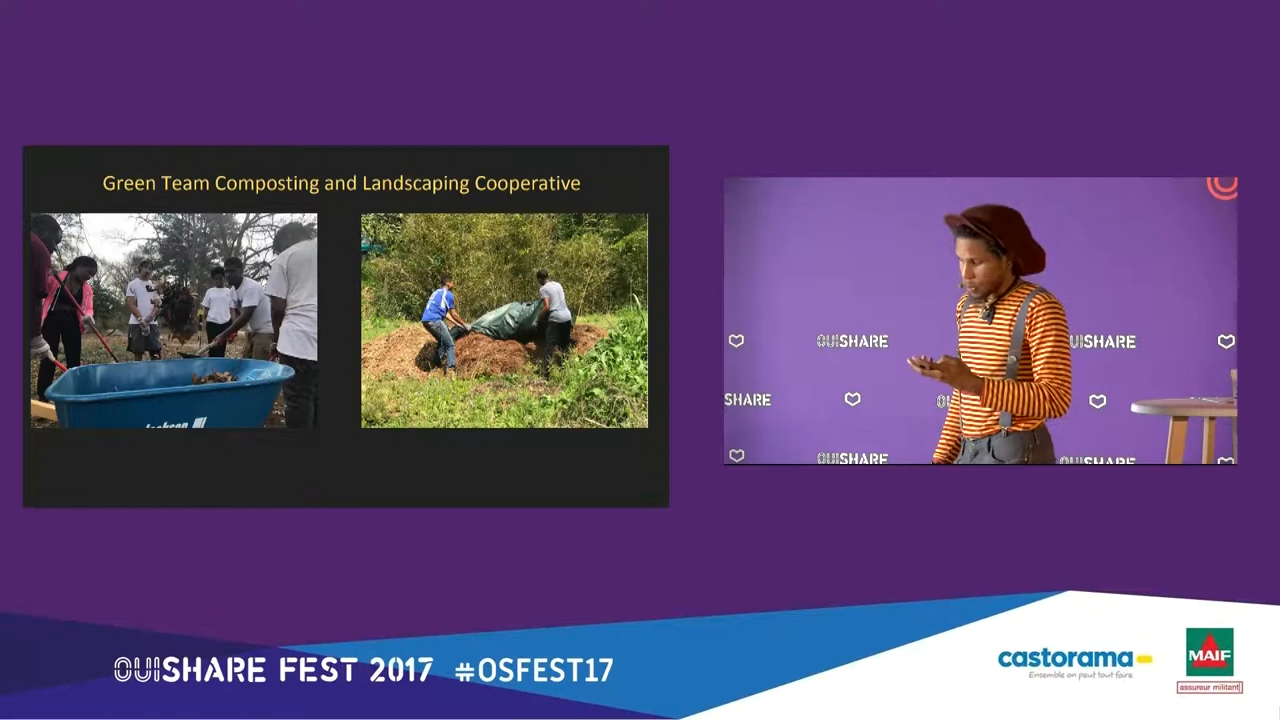 Green Team Composting and Landscaping Cooperative
Jackson
OUISHARE
OUISHARE
SHARE
OUISHARE
OUISHARE
OUISHARE FEST 2017 #OSFEST17
castorama
Ensemble on peut tout faire
MAIF
assureur militant